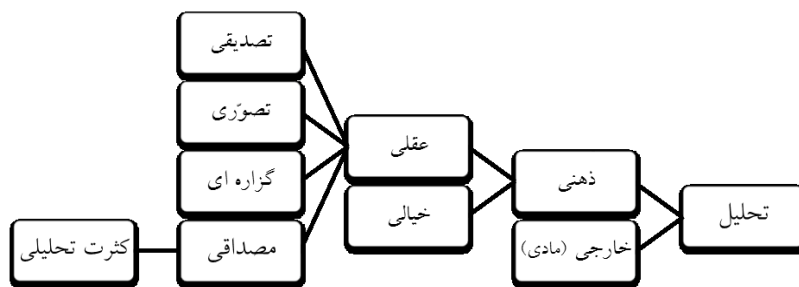 تحلیل
ذهنی
خارجی (مادی)
عقلی
خیالی
تصدیقی
تصوّری
گزاره ای
مصداقی
کثرت تحلیلی